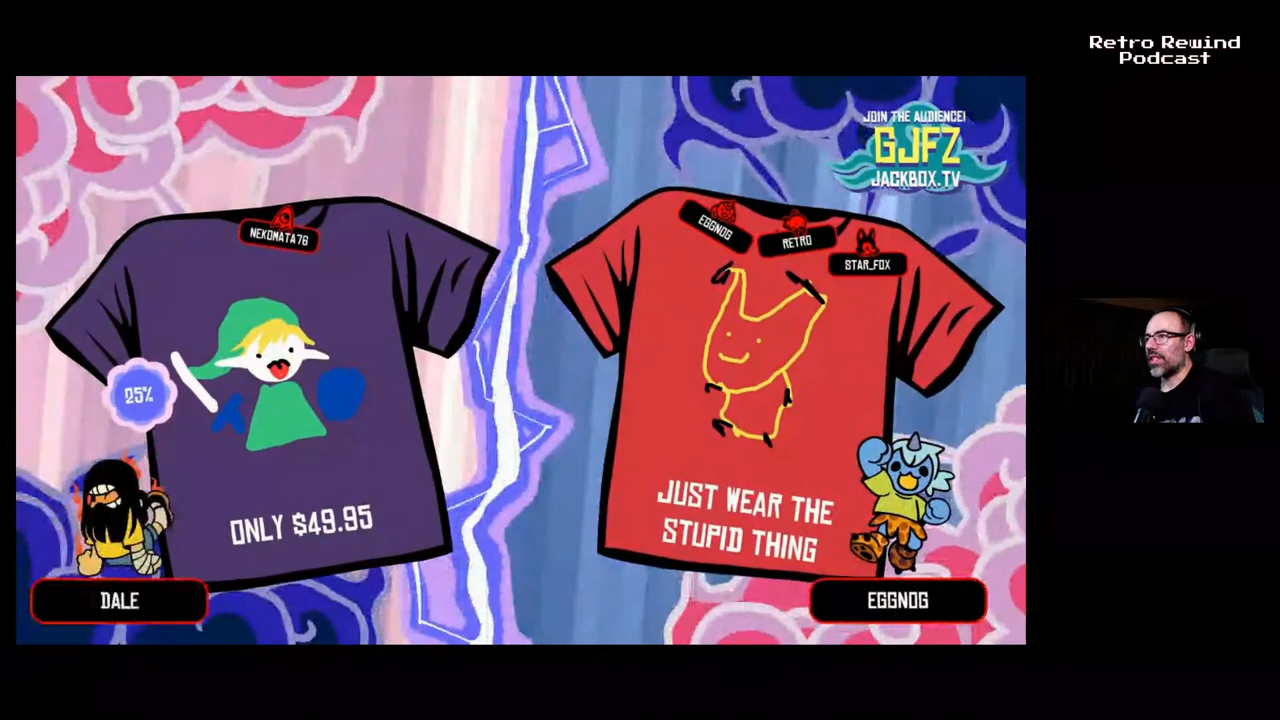 Retro Rewind
Podcast
JOIN THE AUDIENCE!
GJFZ
JACKBOX.TV
NEKOMATA76
EGGNOG
RETRO
STAR_FOX
25%
ONLY $49.95
JUST WEAR THE
STUPID THING
DALE
EGGNOG